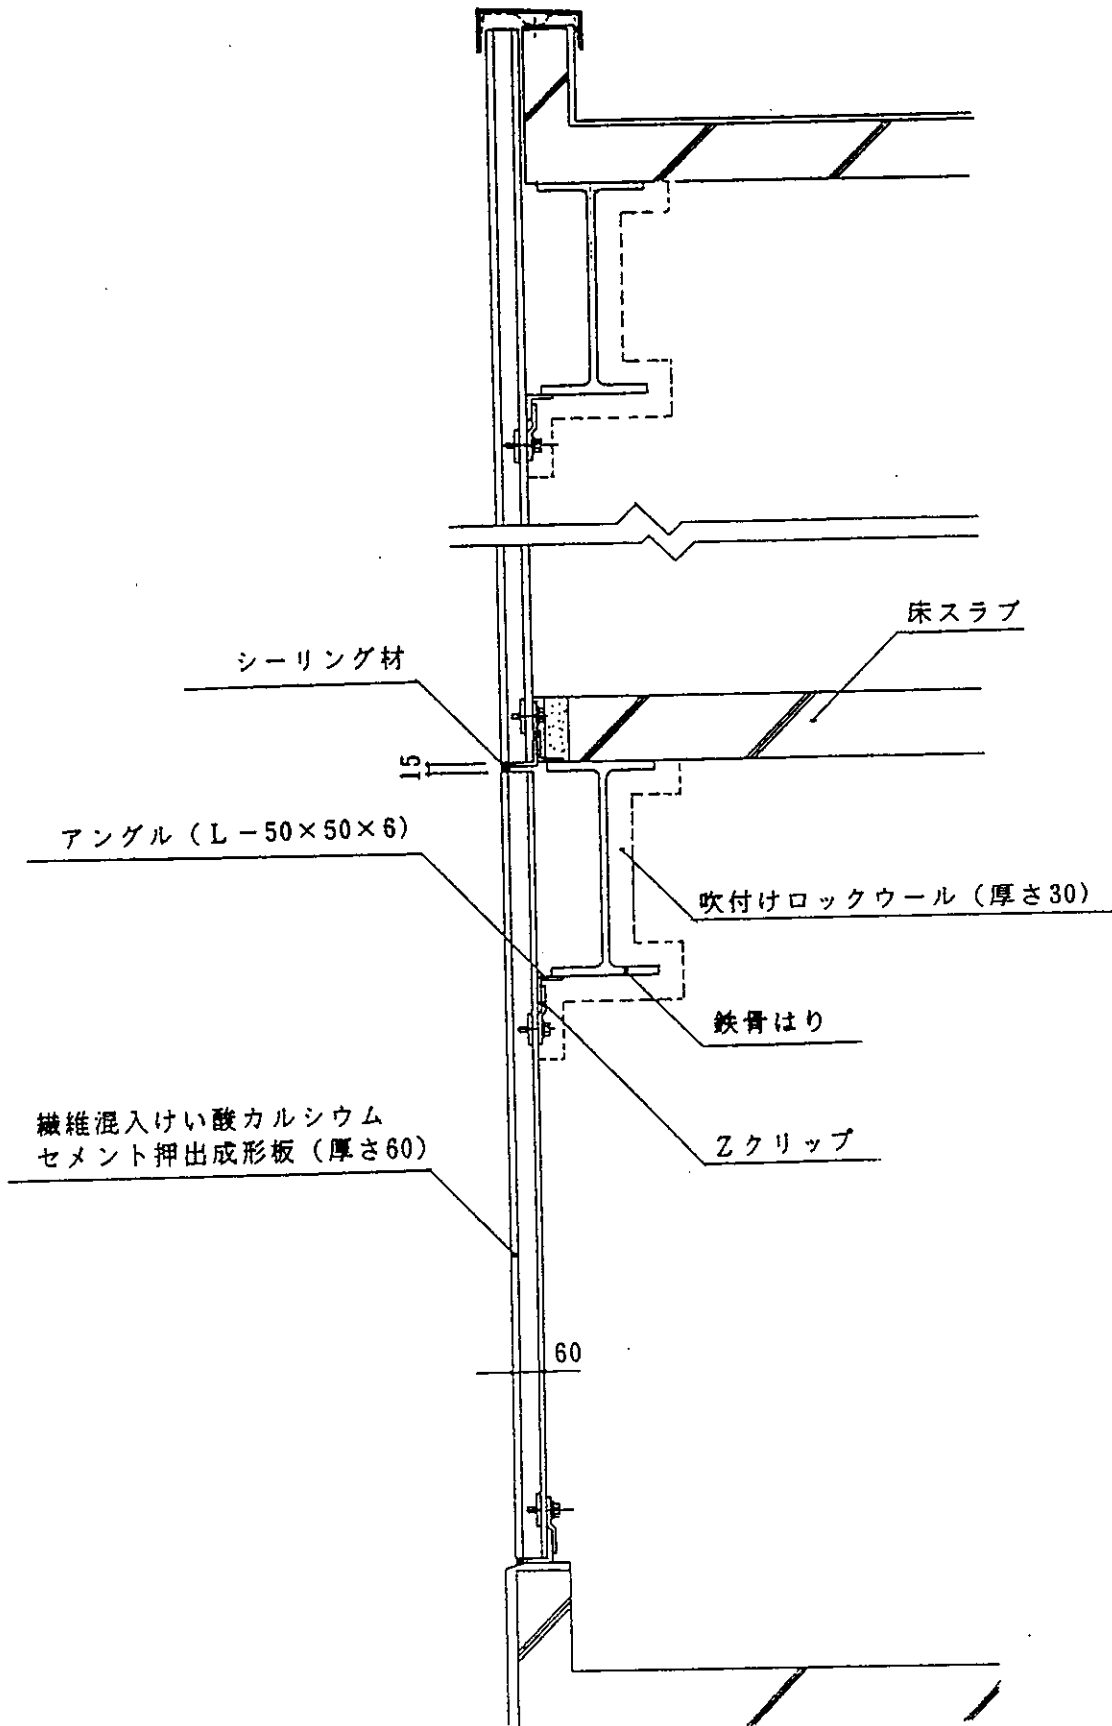 床スラブ
シーリング材
15
アングル（L－50×50×6）
吹付けロックウール（厚さ30）
鉄骨はり
繊維混入けい酸カルシウム
セメント押出成形板（厚さ60）
Zクリップ
60